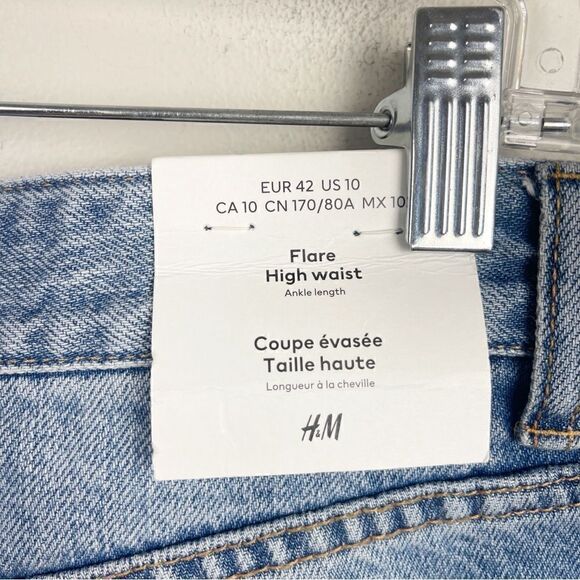 EUR 42 US 10
CA 10 CN 170/80A MX 10
Flare
High waist
Ankle length
Coupe évasée
Taille haute
Longueur à la cheville
H&M